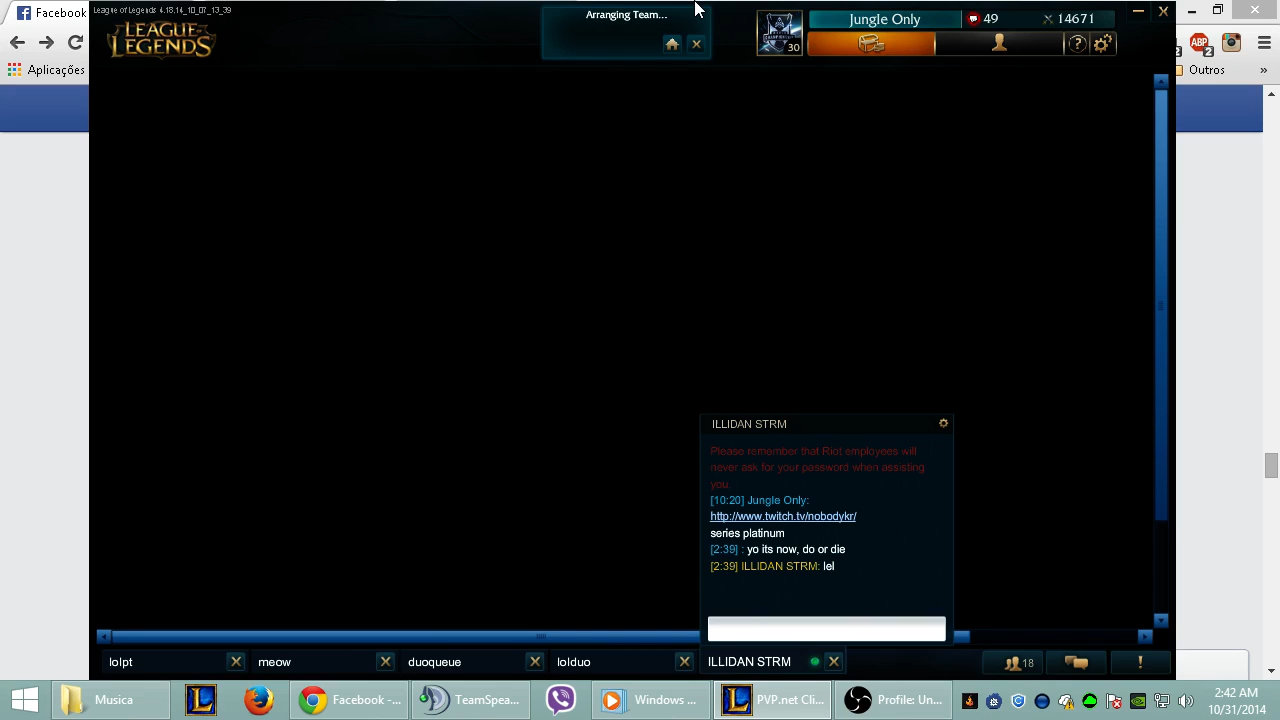 League of Legends 4.18.14_10_07_13_39
LEAGUE OF LEGENDS
Arranging Team...
30
Jungle Only
49
14671
Facebo
Aplicaçõe
ABP
2
Outros
ILLIDAN STRM
Please remember that Riot employees will
never ask for your password when assisting
you.
[10:20] Jungle Only:
http://www.twitch.tv/nobodykr/
series platinum
[2:39] : yo its now, do or die
[2:39] ILLIDAN STRM: lel
lolpt
meow
duoqueue
lolduo
ILLIDAN STRM
18
Musica
Facebook -...
TeamSpea...
Windows ...
PVP.net Cli...
Profile: Un...
2:42 AM
10/31/2014